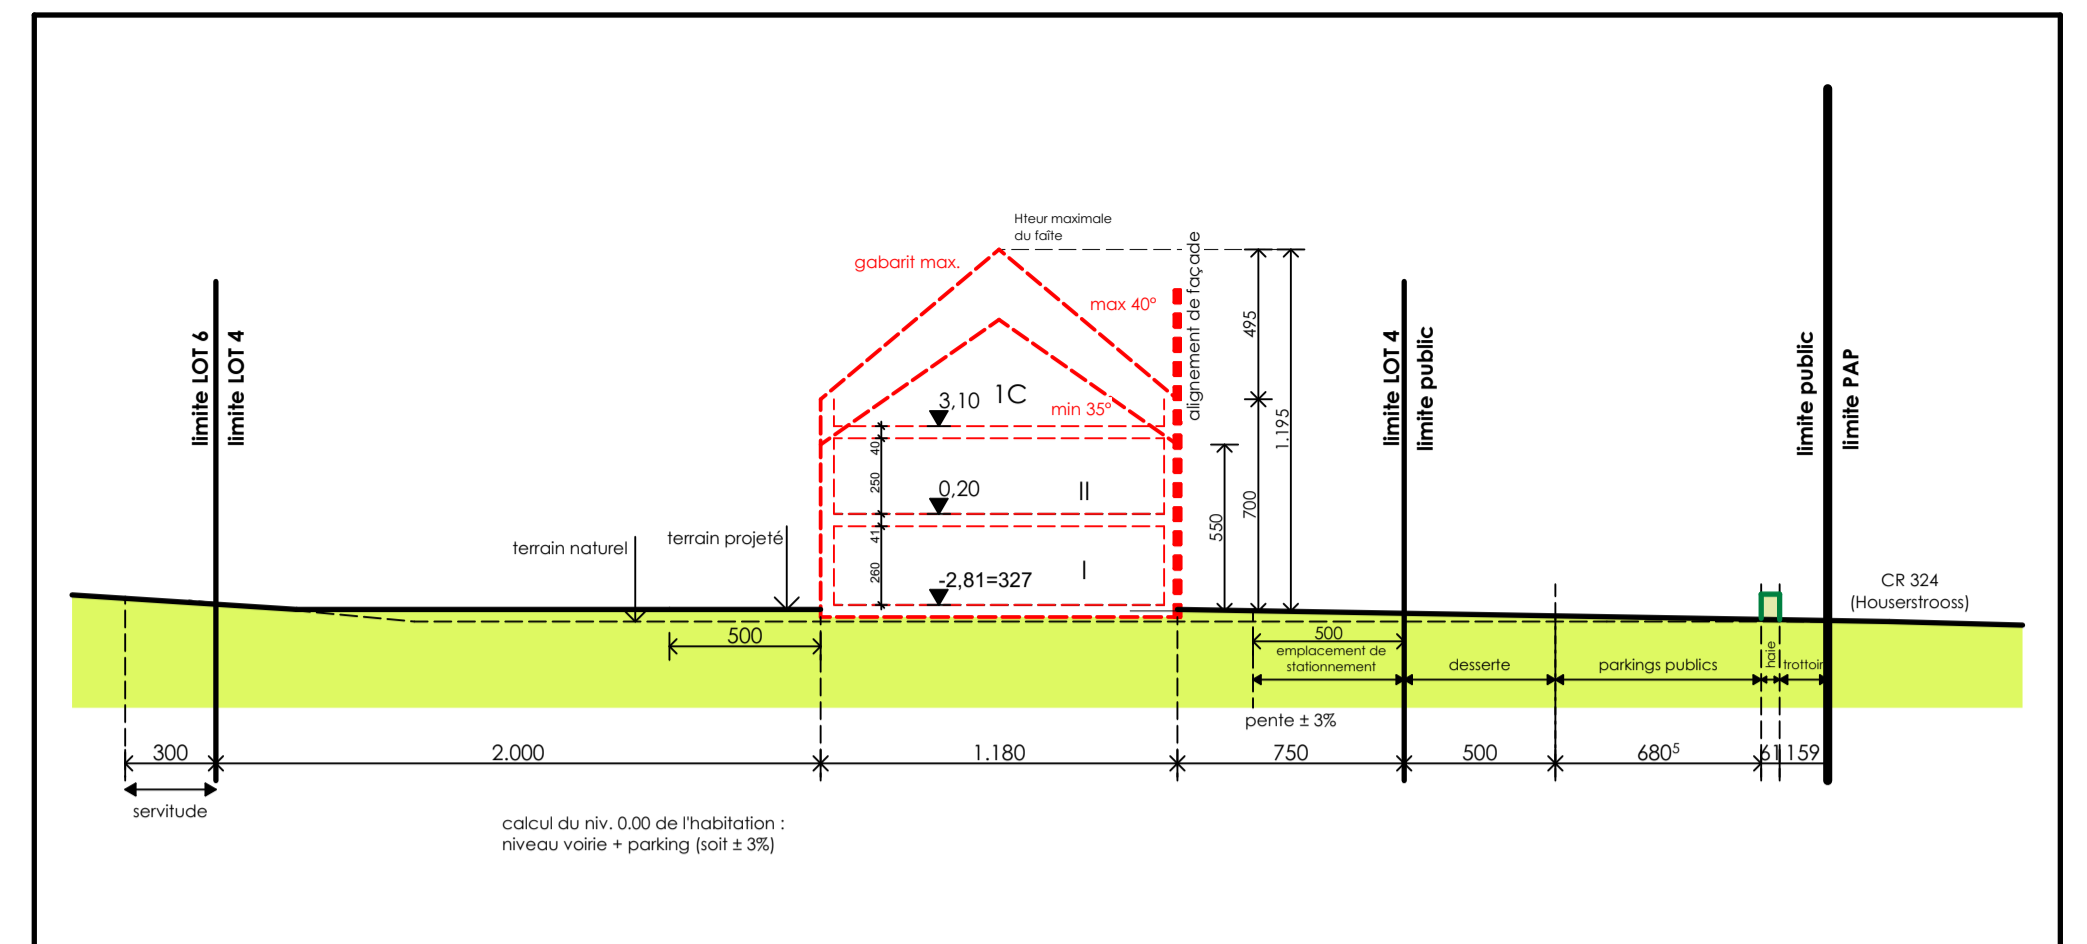 Hteur maximale
du faîte
gabarit max.
max 40°
alignement de façade
495
1.195
700
550
limite LOT 6
limite LOT 4
limite LOT 4
limite public
limite public
limite PAP
3,10
1C
min 35°
40
250
0,20
II
41
260
-2,81=327
I
terrain naturel
terrain projeté
CR 324
(Houserstrooss)
500
500
emplacement de
stationnement
desserte
parkings publics
haie
trottoir
pente ± 3%
300
2.000
1.180
750
500
680⁵
61
159
servitude
calcul du niv. 0.00 de l'habitation :
niveau voirie + parking (soit ± 3%)